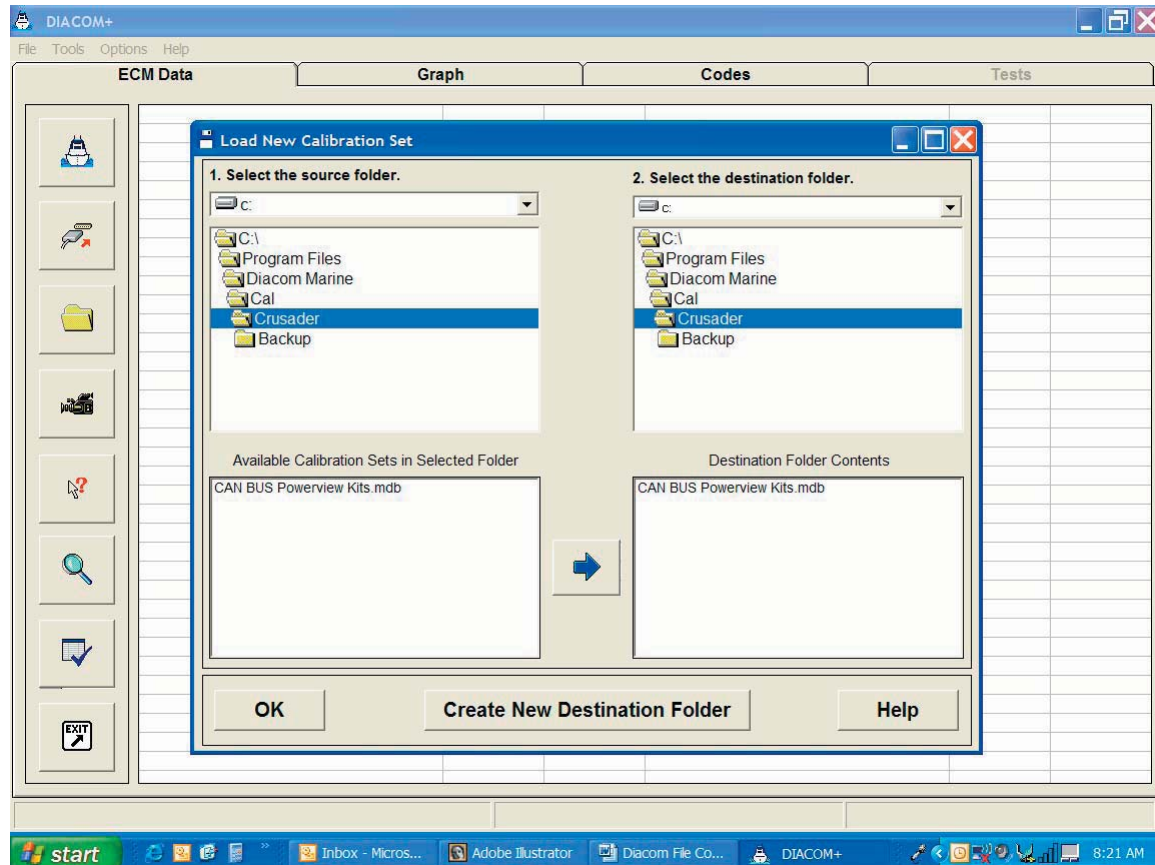 DIACOM+
File Tools Options Help
ECM Data Graph Codes Tests
Load New Calibration Set
1. Select the source folder.
c:
C:\
Program Files
Diacom Marine
Cal
Crusader
Backup
2. Select the destination folder.
c:
C:\
Program Files
Diacom Marine
Cal
Crusader
Backup
Available Calibration Sets in Selected Folder
CAN BUS Powerview Kits.mdb
Destination Folder Contents
CAN BUS Powerview Kits.mdb
OK Create New Destination Folder Help
EXIT
start Inbox - Micros... Adobe Illustrator Diacom File Co... DIACOM+ 8:21 AM